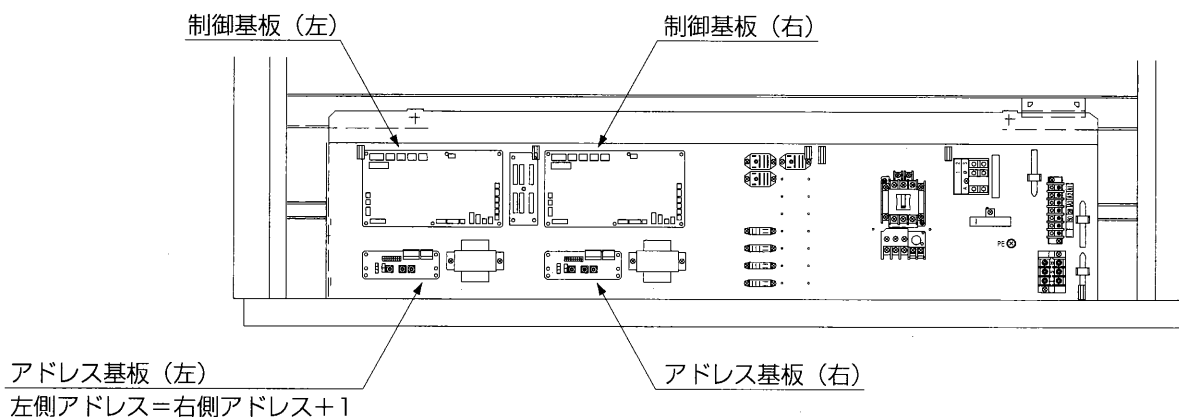 制御基板（左）
制御基板（右）
PE
アドレス基板（左）
左側アドレス＝右側アドレス＋1
アドレス基板（右）